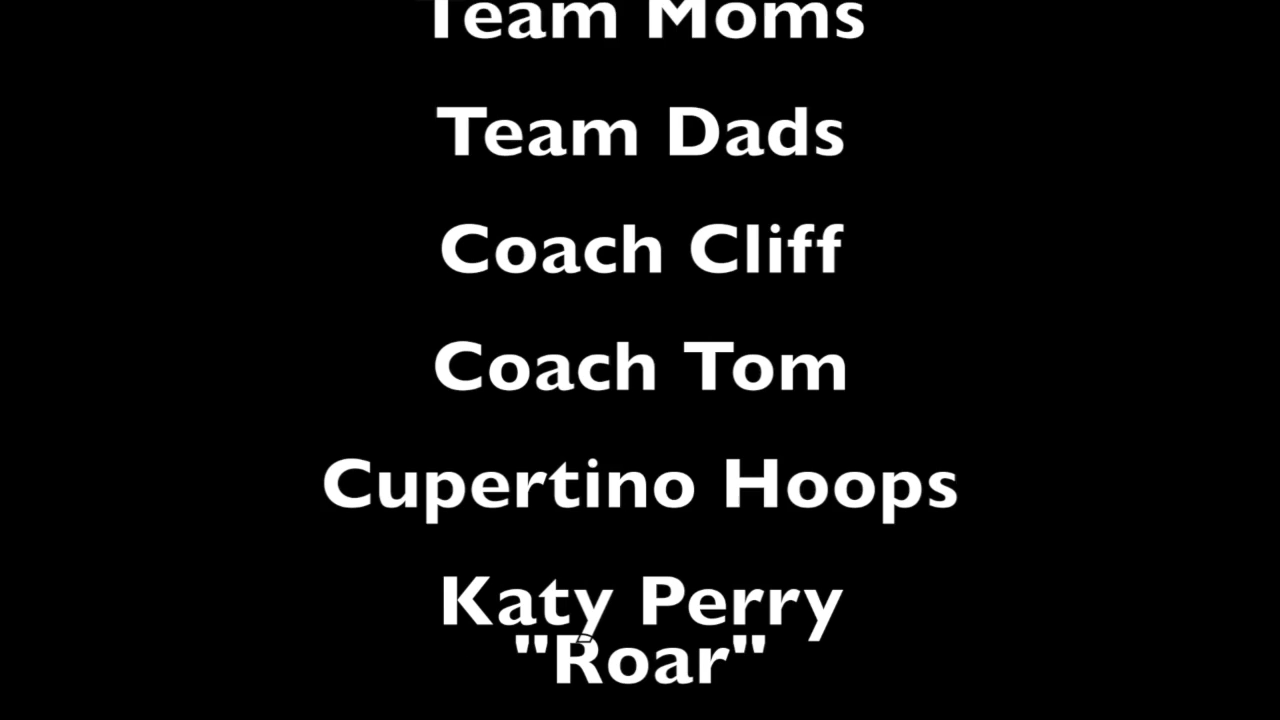 Team Moms
Team Dads
Coach Cliff
Coach Tom
Cupertino Hoops
Katy Perry
"Roar"